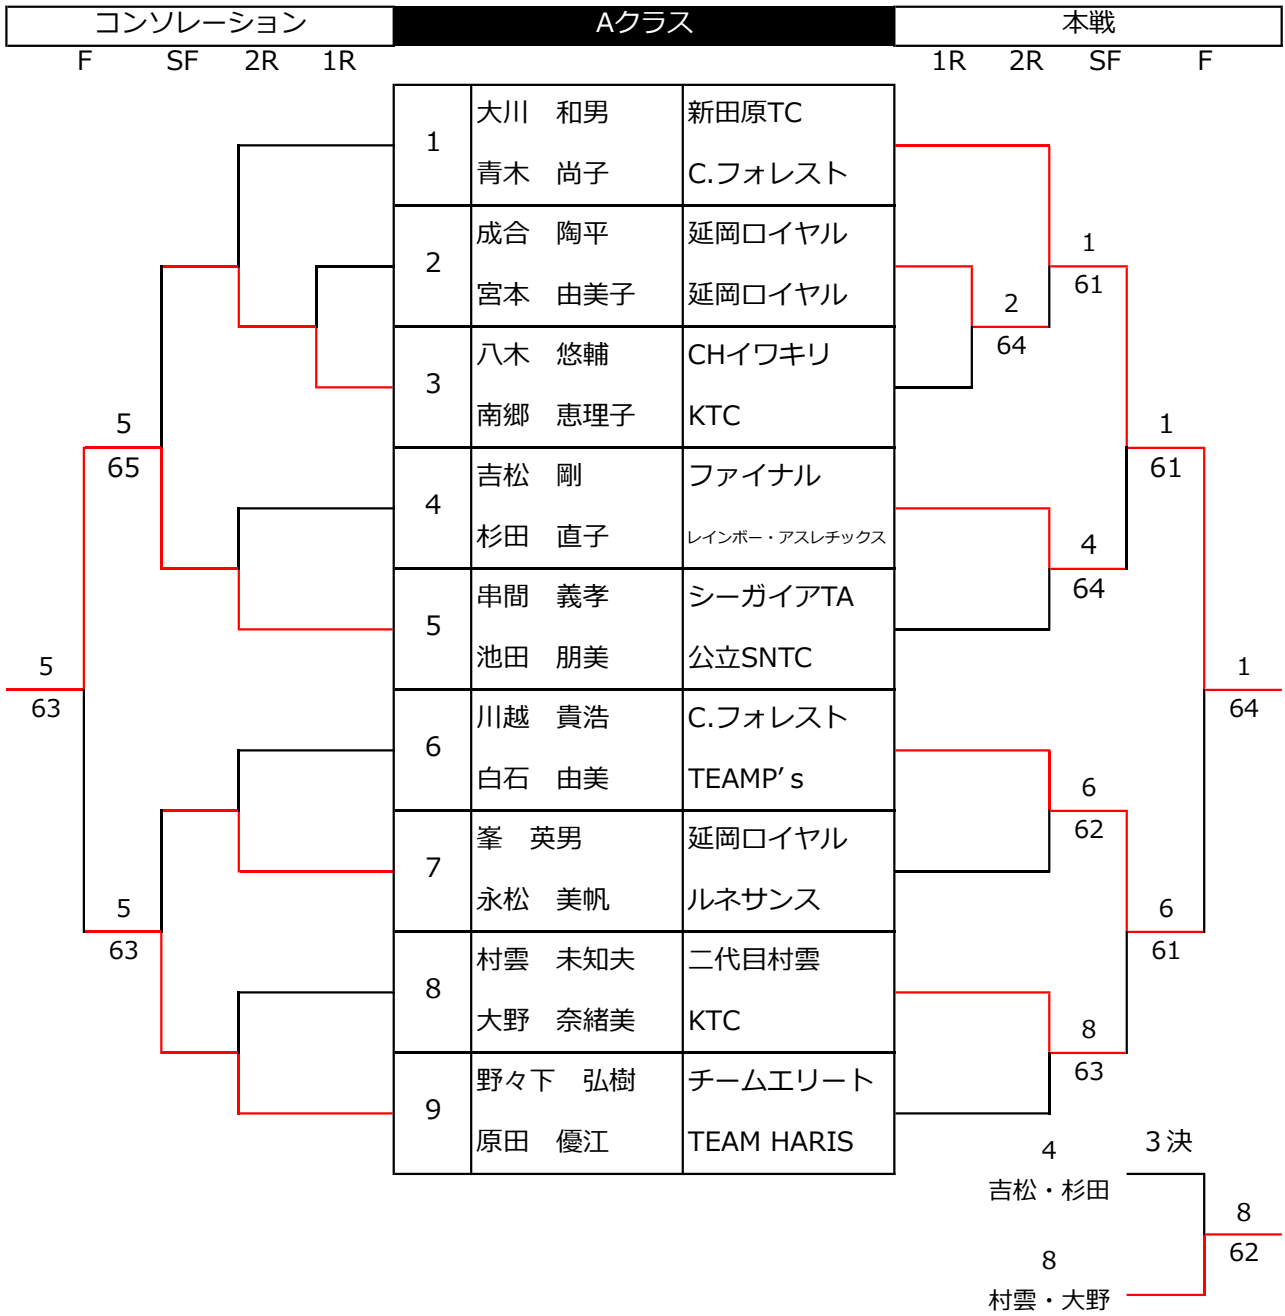 コンソレーション Aクラス 本戦
F SF 2R 1R 1R 2R SF F
1 大川　和男 新田原TC
青木　尚子 C.フォレスト
2 成合　陶平 延岡ロイヤル 1
61
宮本　由美子 延岡ロイヤル 2
64
3 八木　悠輔 CHイワキリ
南郷　恵理子 KTC
5 1
65 61
4 吉松　剛 ファイナル
杉田　直子 レインボー・アスレチックス 4
64
5 串間　義孝 シーガイアTA
池田　朋美 公立SNTC
5 1
63 64
6 川越　貴浩 C.フォレスト
白石　由美 TEAMP's 6
62
7 峯　英男 延岡ロイヤル
永松　美帆 ルネサンス
5 6
63 61
8 村雲　未知夫 二代目村雲
大野　奈緒美 KTC 8
63
9 野々下　弘樹 チームエリート
原田　優江 TEAM HARIS
4 ３決
吉松・杉田
8
62
8
村雲・大野